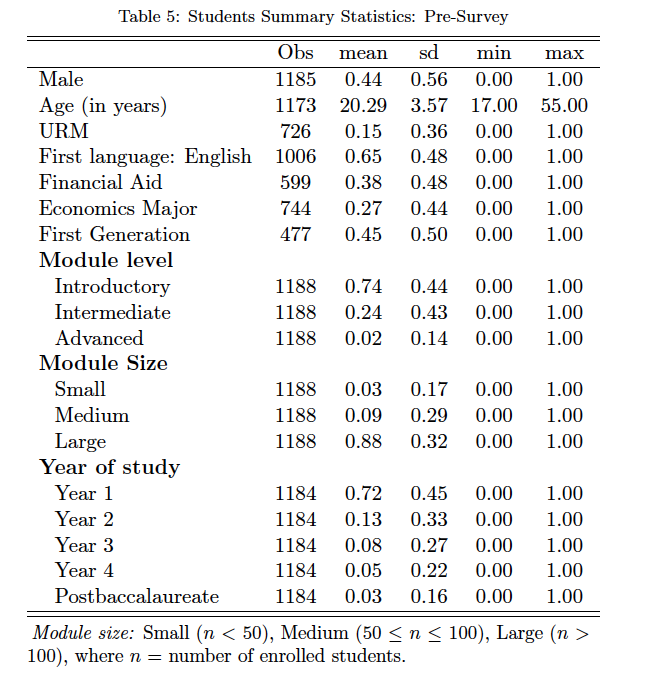 Table 5: Students Summary Statistics: Pre-Survey
Obs mean sd min max
Male 1185 0.44 0.56 0.00 1.00
Age (in years) 1173 20.29 3.57 17.00 55.00
URM 726 0.15 0.36 0.00 1.00
First language: English 1006 0.65 0.48 0.00 1.00
Financial Aid 599 0.38 0.48 0.00 1.00
Economics Major 744 0.27 0.44 0.00 1.00
First Generation 477 0.45 0.50 0.00 1.00
Module level
Introductory 1188 0.74 0.44 0.00 1.00
Intermediate 1188 0.24 0.43 0.00 1.00
Advanced 1188 0.02 0.14 0.00 1.00
Module Size
Small 1188 0.03 0.17 0.00 1.00
Medium 1188 0.09 0.29 0.00 1.00
Large 1188 0.88 0.32 0.00 1.00
Year of study
Year 1 1184 0.72 0.45 0.00 1.00
Year 2 1184 0.13 0.33 0.00 1.00
Year 3 1184 0.08 0.27 0.00 1.00
Year 4 1184 0.05 0.22 0.00 1.00
Postbaccalaureate 1184 0.03 0.16 0.00 1.00
Module size: Small (n < 50), Medium (50 ≤ n ≤ 100), Large (n >
100), where n = number of enrolled students.